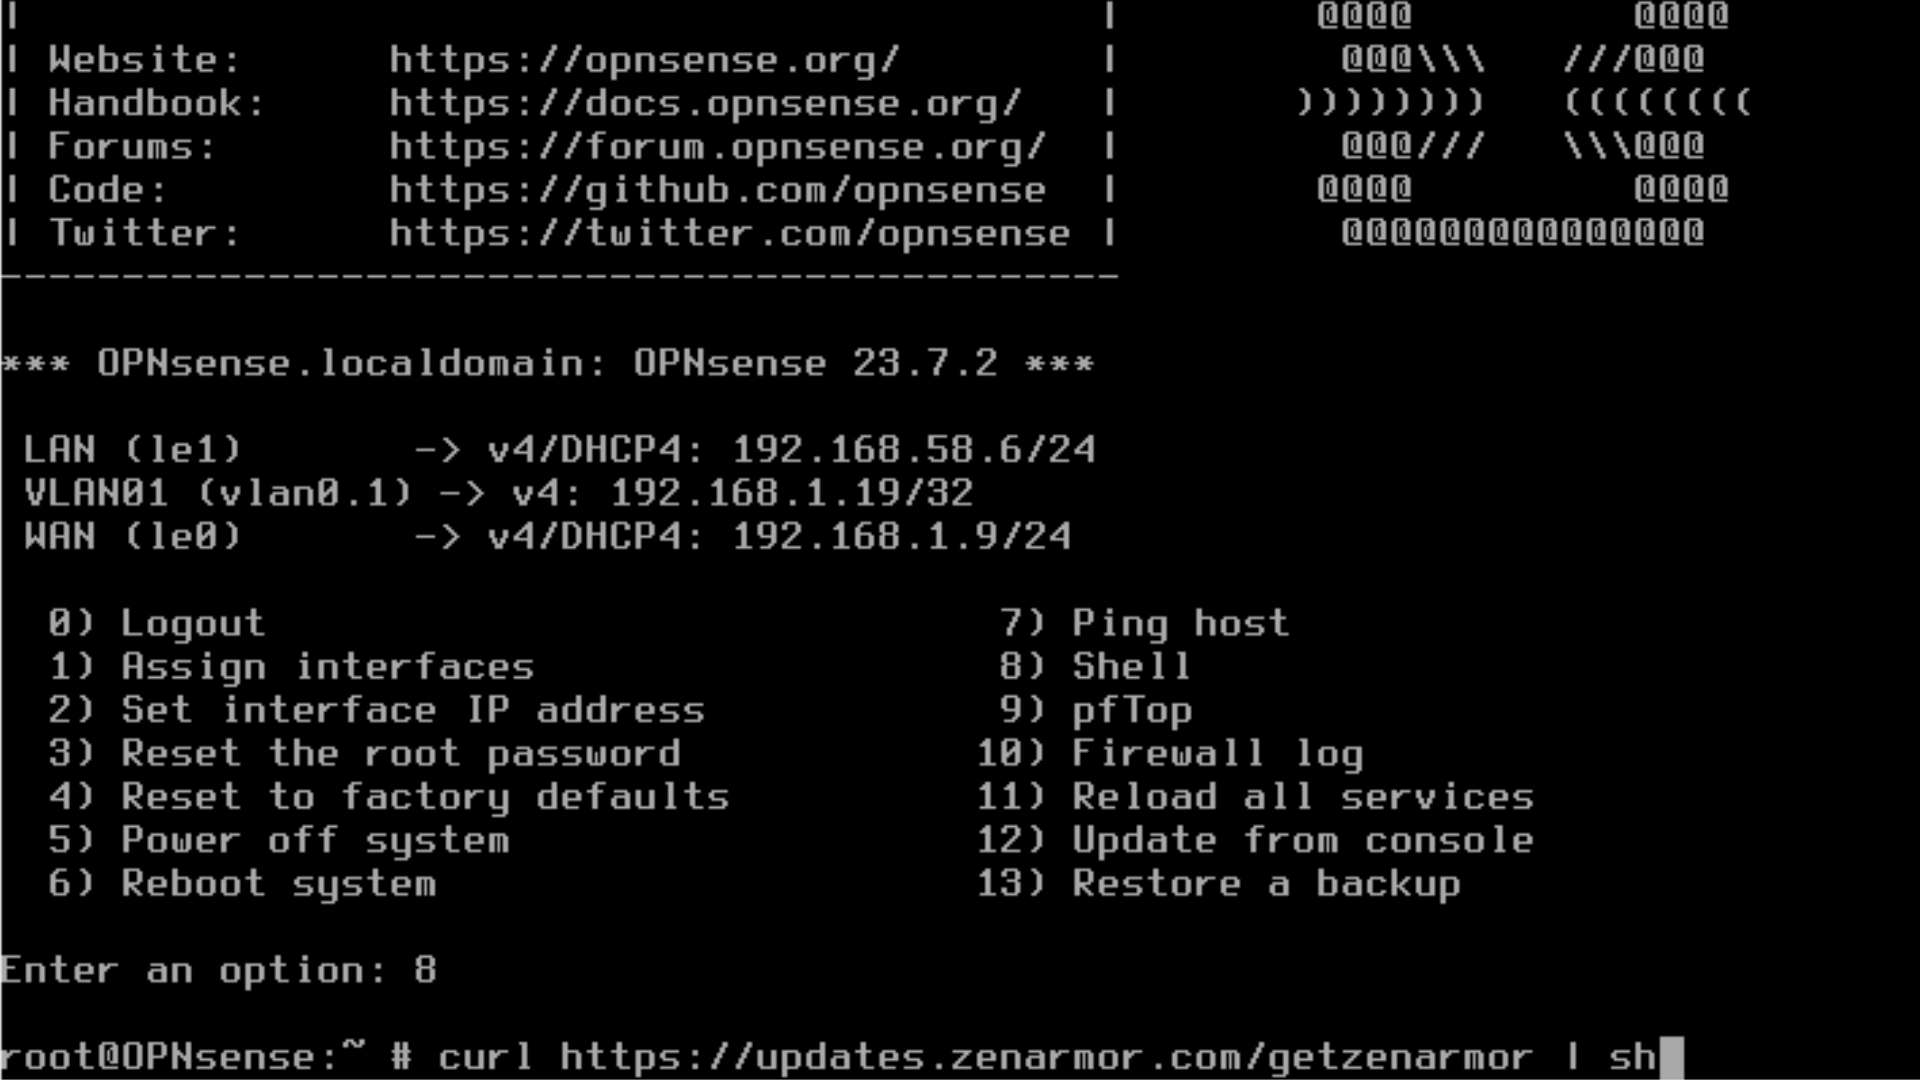 |                                            |        @@@@         @@@@
| Website:      https://opnsense.org/        |         @@@\\\   ///@@@
| Handbook:     https://docs.opnsense.org/   |       ))))))))   ((((((((
| Forums:       https://forum.opnsense.org/  |         @@@///   \\\@@@
| Code:         https://github.com/opnsense  |        @@@@         @@@@
| Twitter:      https://twitter.com/opnsense |         @@@@@@@@@@@@@@@
----------------------------------------------
*** OPNsense.localdomain: OPNsense 23.7.2 ***
LAN (le1)       -> v4/DHCP4: 192.168.58.6/24
VLAN01 (vlan0.1) -> v4: 192.168.1.19/32
WAN (le0)       -> v4/DHCP4: 192.168.1.9/24
0) Logout                              7) Ping host
1) Assign interfaces                   8) Shell
2) Set interface IP address            9) pfTop
3) Reset the root password            10) Firewall log
4) Reset to factory defaults          11) Reload all services
5) Power off system                   12) Update from console
6) Reboot system                      13) Restore a backup
Enter an option: 8
root@OPNsense:~ # curl https://updates.zenarmor.com/getzenarmor | sh